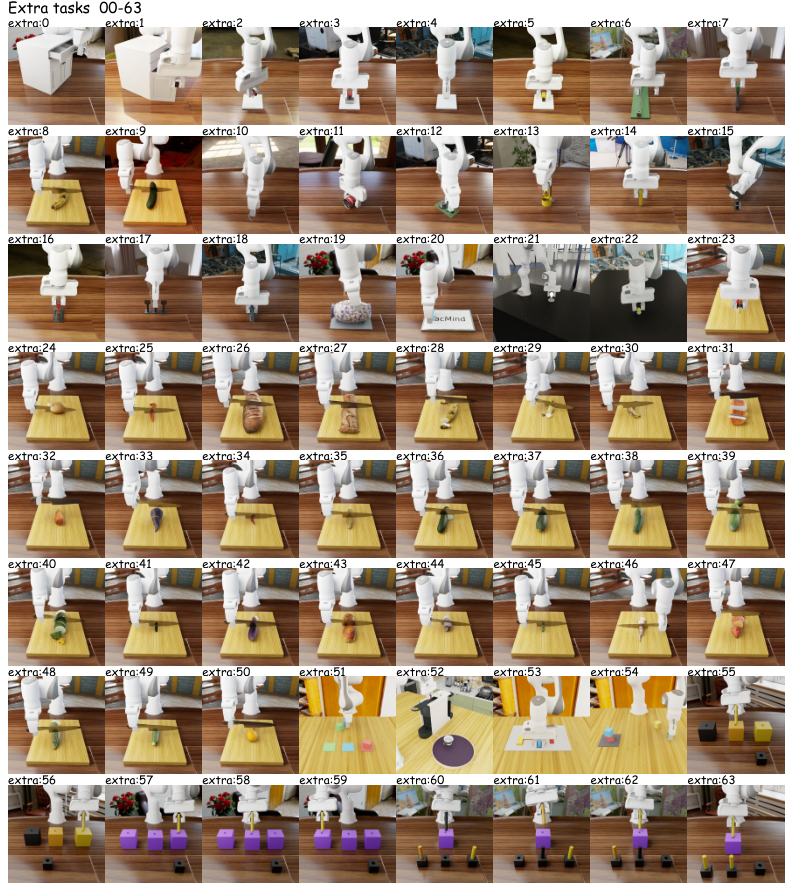 Extra tasks 00-63
extra:0 extra:1 extra:2 extra:3 extra:4 extra:5 extra:6 extra:7
extra:8 extra:9 extra:10 extra:11 extra:12 extra:13 extra:14 extra:15
extra:16 extra:17 extra:18 extra:19 extra:20 extra:21 extra:22 extra:23
acMind
extra:24 extra:25 extra:26 extra:27 extra:28 extra:29 extra:30 extra:31
extra:32 extra:33 extra:34 extra:35 extra:36 extra:37 extra:38 extra:39
extra:40 extra:41 extra:42 extra:43 extra:44 extra:45 extra:46 extra:47
extra:48 extra:49 extra:50 extra:51 extra:52 extra:53 extra:54 extra:55
extra:56 extra:57 extra:58 extra:59 extra:60 extra:61 extra:62 extra:63